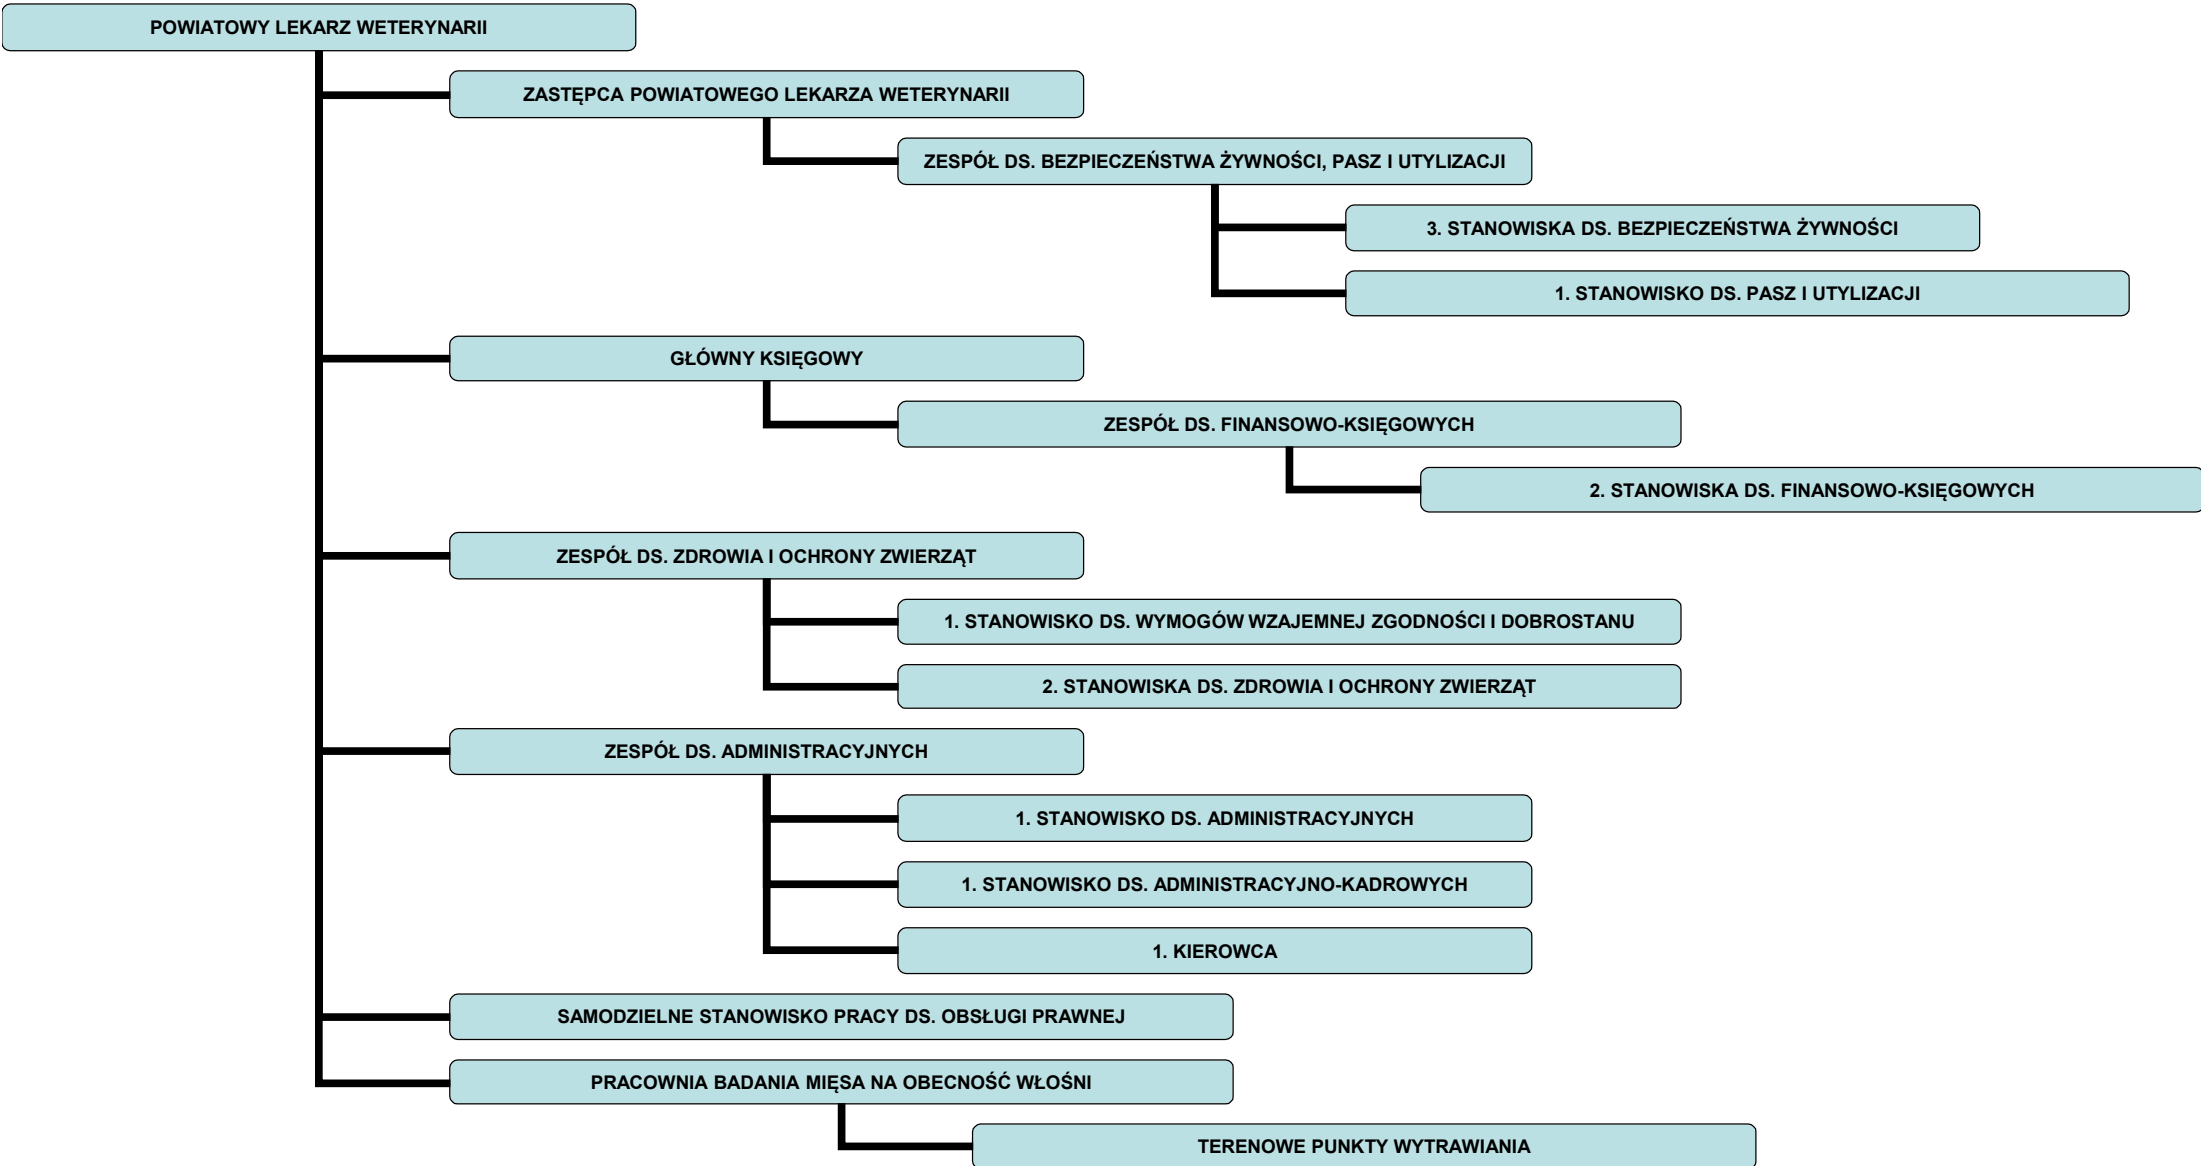 POWIATOWY LEKARZ WETERYNARII
ZASTĘPCA POWIATOWEGO LEKARZA WETERYNARII
ZESPÓŁ DS. BEZPIECZEŃSTWA ŻYWNOŚCI, PASZ I UTYLIZACJI
3. STANOWISKA DS. BEZPIECZEŃSTWA ŻYWNOŚCI
1. STANOWISKO DS. PASZ I UTYLIZACJI
GŁÓWNY KSIĘGOWY
ZESPÓŁ DS. FINANSOWO-KSIĘGOWYCH
2. STANOWISKA DS. FINANSOWO-KSIĘGOWYCH
ZESPÓŁ DS. ZDROWIA I OCHRONY ZWIERZĄT
1. STANOWISKO DS. WYMOGÓW WZAJEMNEJ ZGODNOŚCI I DOBROSTANU
2. STANOWISKA DS. ZDROWIA I OCHRONY ZWIERZĄT
ZESPÓŁ DS. ADMINISTRACYJNYCH
1. STANOWISKO DS. ADMINISTRACYJNYCH
1. STANOWISKO DS. ADMINISTRACYJNO-KADROWYCH
1. KIEROWCA
SAMODZIELNE STANOWISKO PRACY DS. OBSŁUGI PRAWNEJ
PRACOWNIA BADANIA MIĘSA NA OBECNOŚĆ WŁOŚNI
TERENOWE PUNKTY WYTRAWIANIA